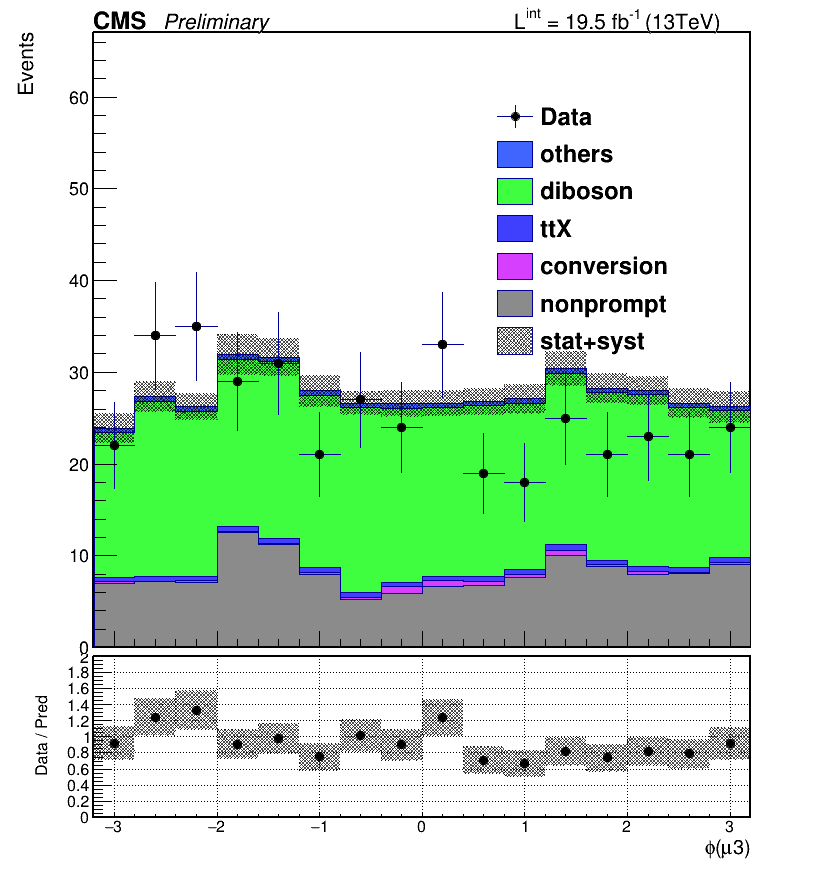 CMS Preliminary L^int = 19.5 fb^-1 (13TeV)
Events
60
50
40
30
20
10
0
Data
others
diboson
ttX
conversion
nonprompt
stat+syst
Data / Pred
2
1.8
1.6
1.4
1.2
1
0.8
0.6
0.4
0.2
0
−3 −2 −1 0 1 2 3
ϕ(μ3)